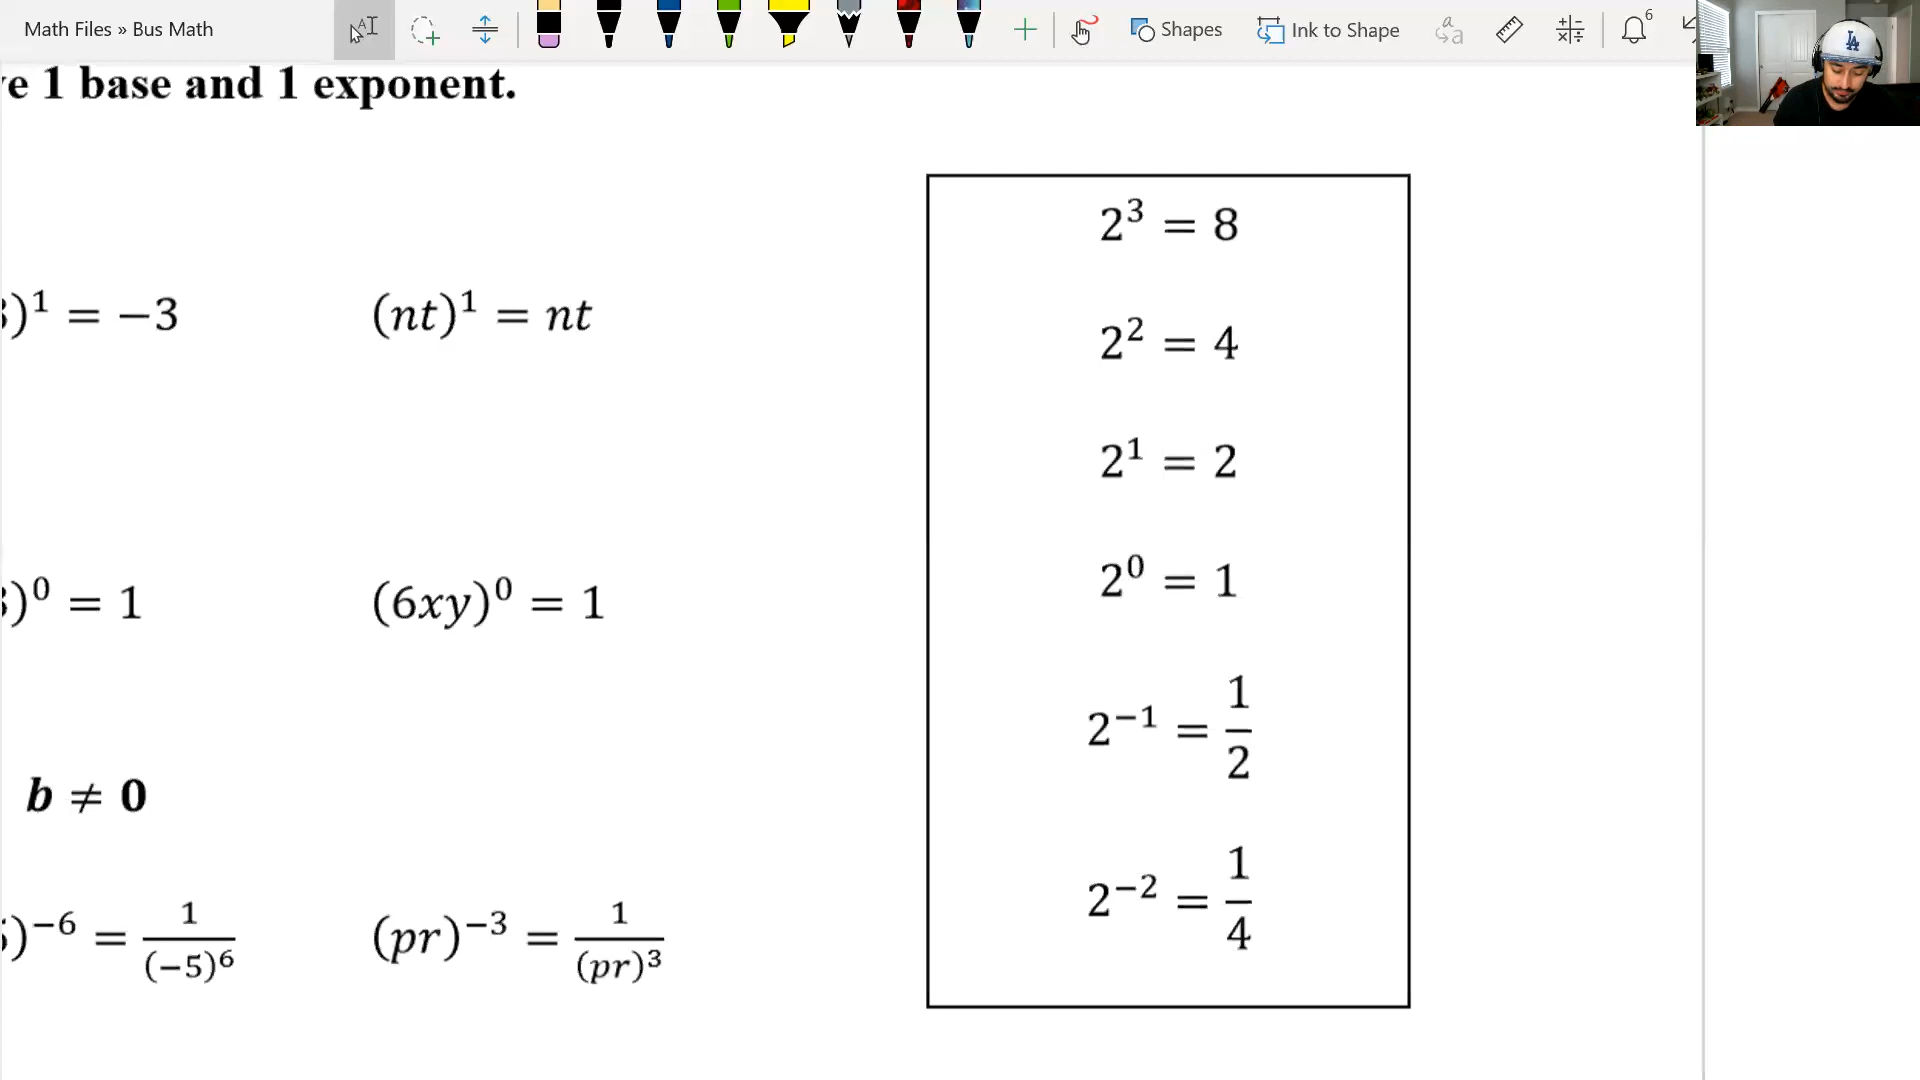 Math Files » Bus Math
Shapes
Ink to Shape
6
e 1 base and 1 exponent.
)¹ = −3
(nt)¹ = nt
)⁰ = 1
(6xy)⁰ = 1
b ≠ 0
)⁻⁶ = 1/(−5)⁶
(pr)⁻³ = 1/(pr)³
2³ = 8
2² = 4
2¹ = 2
2⁰ = 1
2⁻¹ = 1/2
2⁻² = 1/4
LA